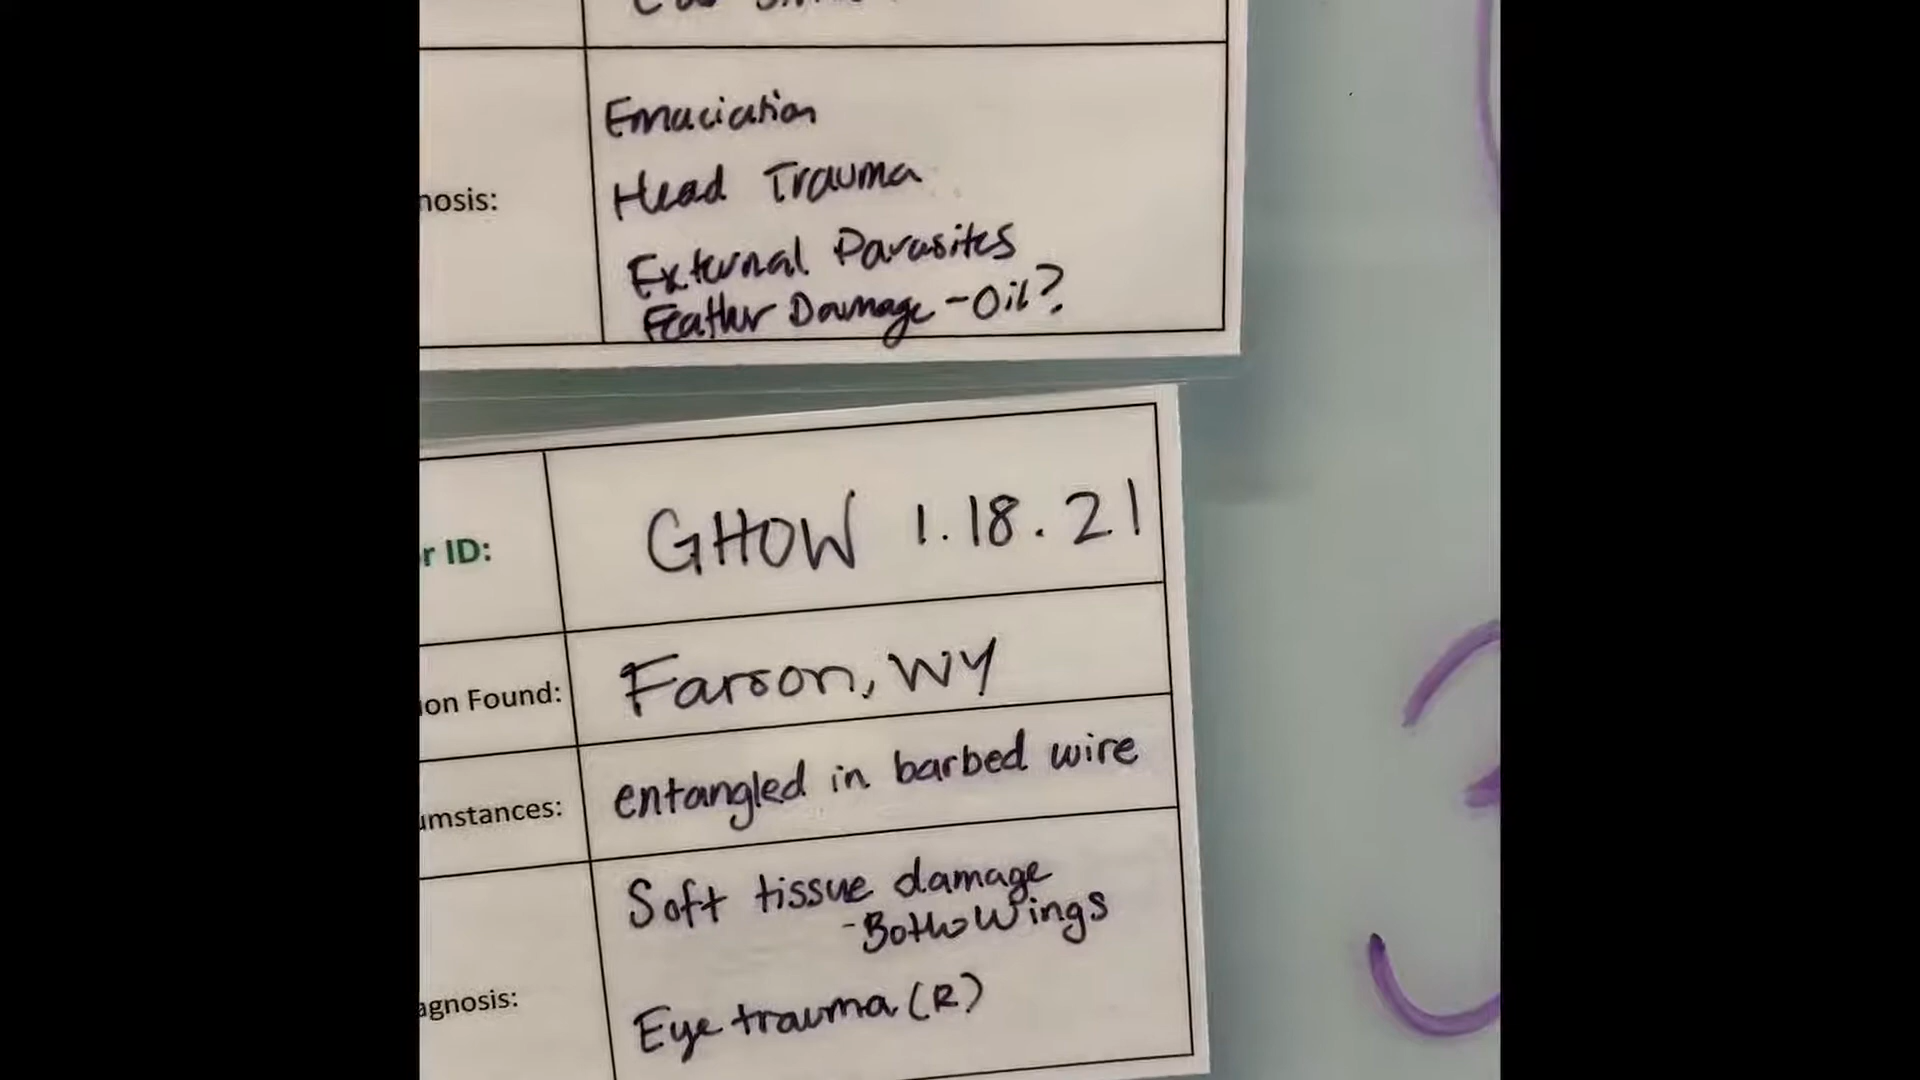 nosis:
Emaciation
Head Trauma
External Parasites
Feather Damage - Oil?
r ID:
GHOW 1.18.21
ion Found:
Farson, WY
umstances:
entangled in barbed wire
agnosis:
Soft tissue damage
- Both Wings
Eye trauma (R)
3